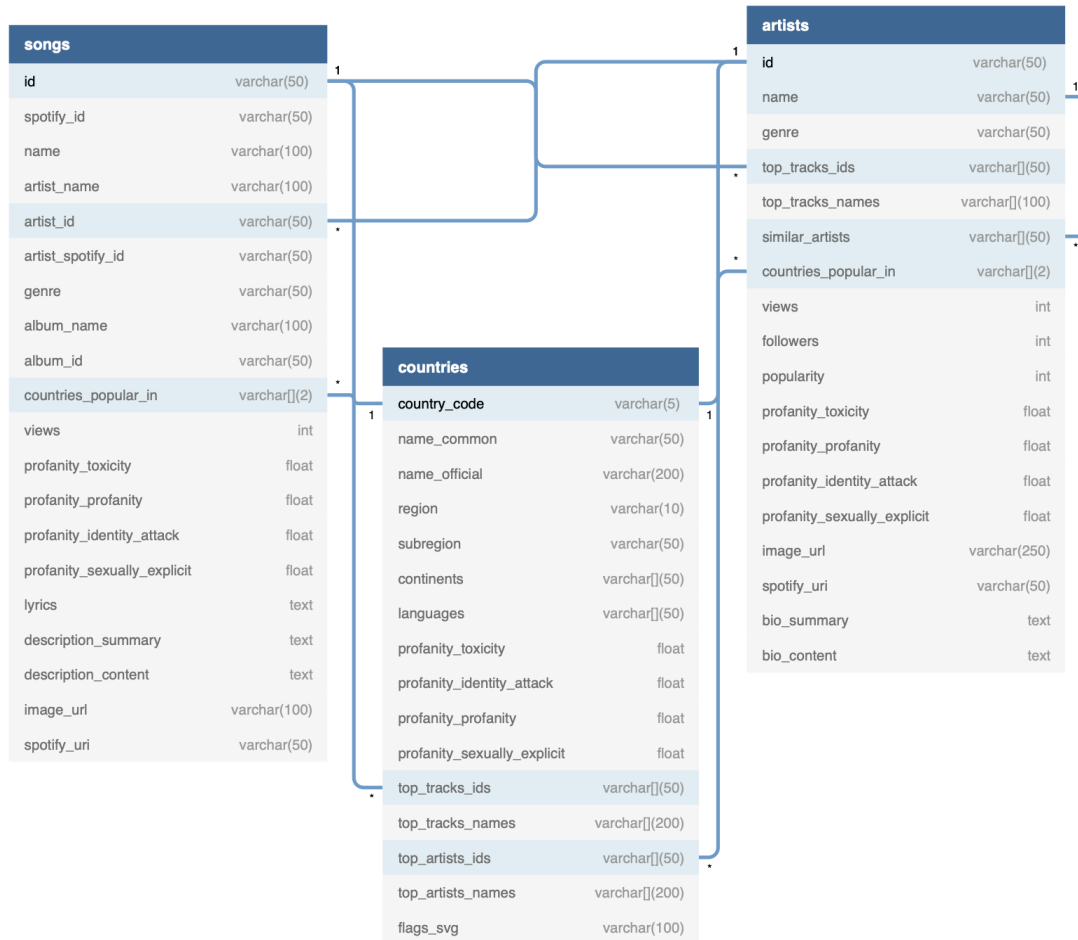 songs
id varchar(50)
spotify_id varchar(50)
name varchar(100)
artist_name varchar(100)
artist_id varchar(50)
artist_spotify_id varchar(50)
genre varchar(50)
album_name varchar(100)
album_id varchar(50)
countries_popular_in varchar[](2)
views int
profanity_toxicity float
profanity_profanity float
profanity_identity_attack float
profanity_sexually_explicit float
lyrics text
description_summary text
description_content text
image_url varchar(100)
spotify_uri varchar(50)
1
*
*
countries
country_code varchar(5)
name_common varchar(50)
name_official varchar(200)
region varchar(10)
subregion varchar(50)
continents varchar[](50)
languages varchar[](50)
profanity_toxicity float
profanity_identity_attack float
profanity_profanity float
profanity_sexually_explicit float
top_tracks_ids varchar[](50)
top_tracks_names varchar[](200)
top_artists_ids varchar[](50)
top_artists_names varchar[](200)
flags_svg varchar(100)
1
1
*
*
artists
id varchar(50)
name varchar(50)
genre varchar(50)
top_tracks_ids varchar[](50)
top_tracks_names varchar[](100)
similar_artists varchar[](50)
countries_popular_in varchar[](2)
views int
followers int
popularity int
profanity_toxicity float
profanity_profanity float
profanity_identity_attack float
profanity_sexually_explicit float
image_url varchar(250)
spotify_uri varchar(50)
bio_summary text
bio_content text
1
*
*
1
*